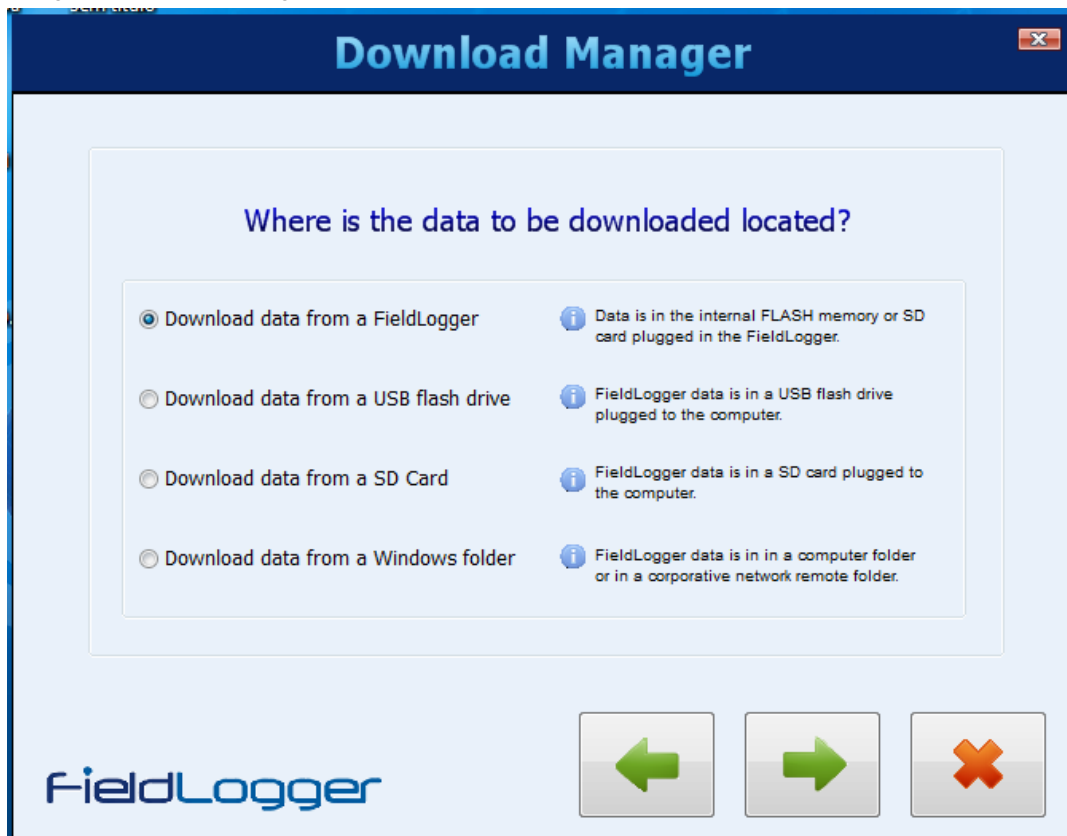 Download Manager
Where is the data to be downloaded located?
Download data from a FieldLogger
Data is in the internal FLASH memory or SD
card plugged in the FieldLogger.
Download data from a USB flash drive
FieldLogger data is in a USB flash drive
plugged to the computer.
Download data from a SD Card
FieldLogger data is in a SD card plugged to
the computer.
Download data from a Windows folder
FieldLogger data is in in a computer folder
or in a corporative network remote folder.
FieldLogger